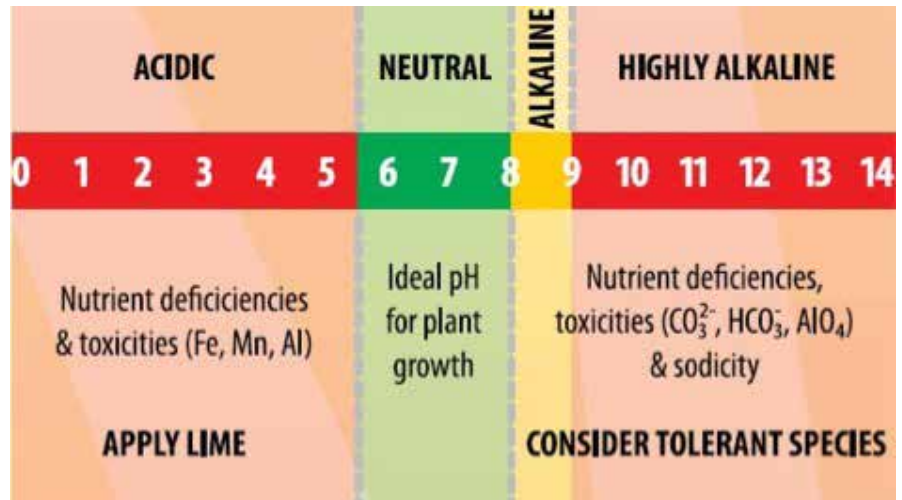 ACIDIC
NEUTRAL
ALKALINE
HIGHLY ALKALINE
0 1 2 3 4 5 6 7 8 9 10 11 12 13 14
Nutrient deficiciencies
& toxicities (Fe, Mn, Al)
Ideal pH
for plant
growth
Nutrient deficiencies,
toxicities (CO₃²⁻, HCO₃⁻, AlO₄)
& sodicity
APPLY LIME
CONSIDER TOLERANT SPECIES